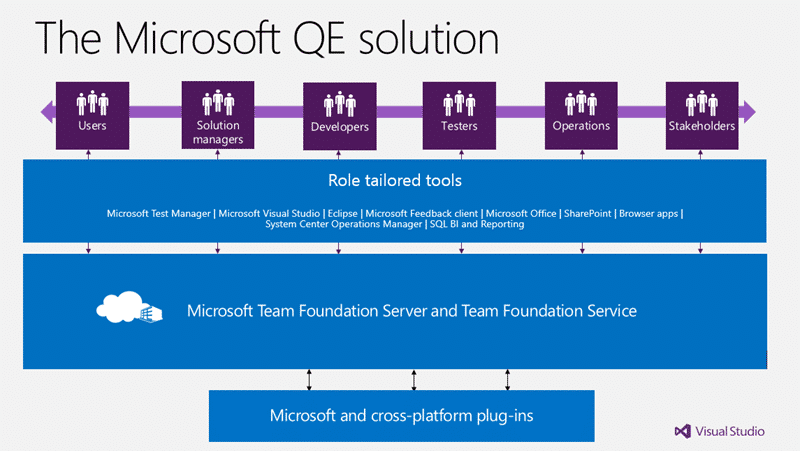 The Microsoft QE solution
Users
Solution
managers
Developers
Testers
Operations
Stakeholders
Role tailored tools
Microsoft Test Manager | Microsoft Visual Studio | Eclipse | Microsoft Feedback client | Microsoft Office | SharePoint | Browser apps |
System Center Operations Manager | SQL BI and Reporting
Microsoft Team Foundation Server and Team Foundation Service
Microsoft and cross-platform plug-ins
Visual Studio